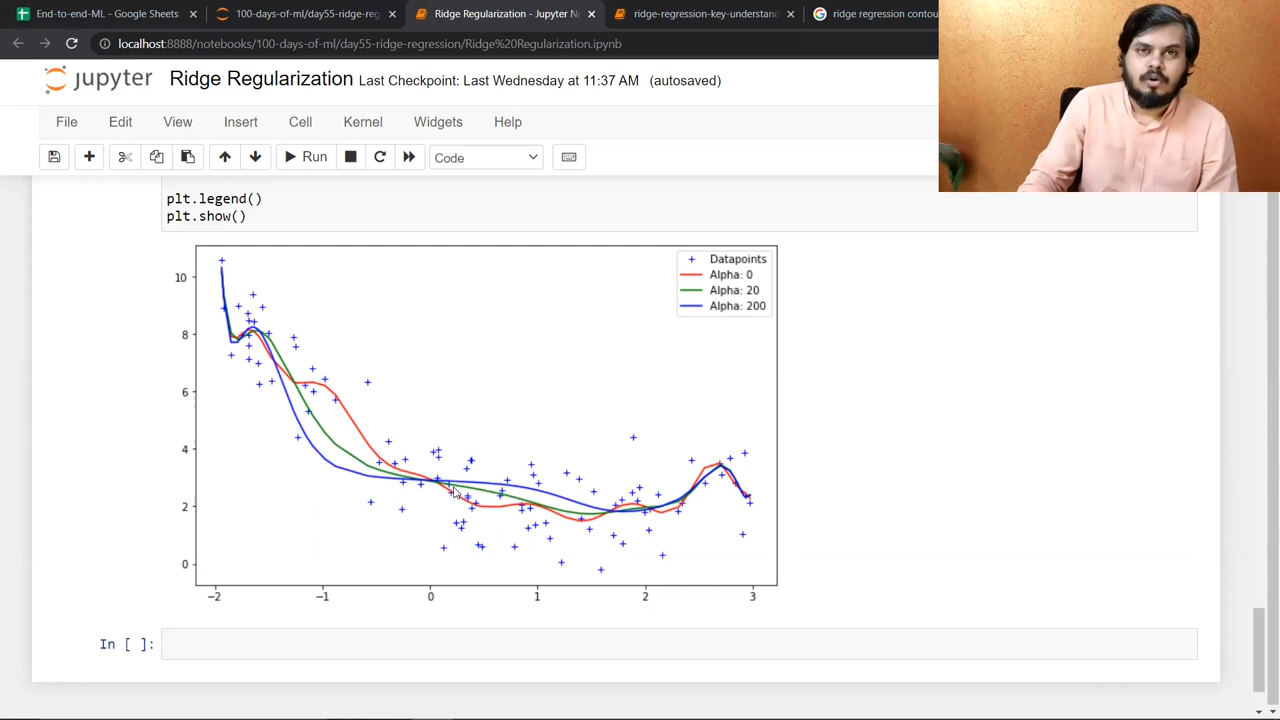 End-to-end-ML - Google Sheets
100-days-of-ml/day55-ridge-reg
Ridge Regularization - Jupyter N
ridge-regression-key-understan
ridge regression contou
localhost:8888/notebooks/100-days-of-ml/day55-ridge-regression/Ridge%20Regularization.ipynb
jupyter Ridge Regularization Last Checkpoint: Last Wednesday at 11:37 AM (autosaved)
File Edit View Insert Cell Kernel Widgets Help
Run Code
plt.legend()
plt.show()
Datapoints
Alpha: 0
Alpha: 20
Alpha: 200
10
8
6
4
2
0
−2 −1 0 1 2 3
In [ ]: